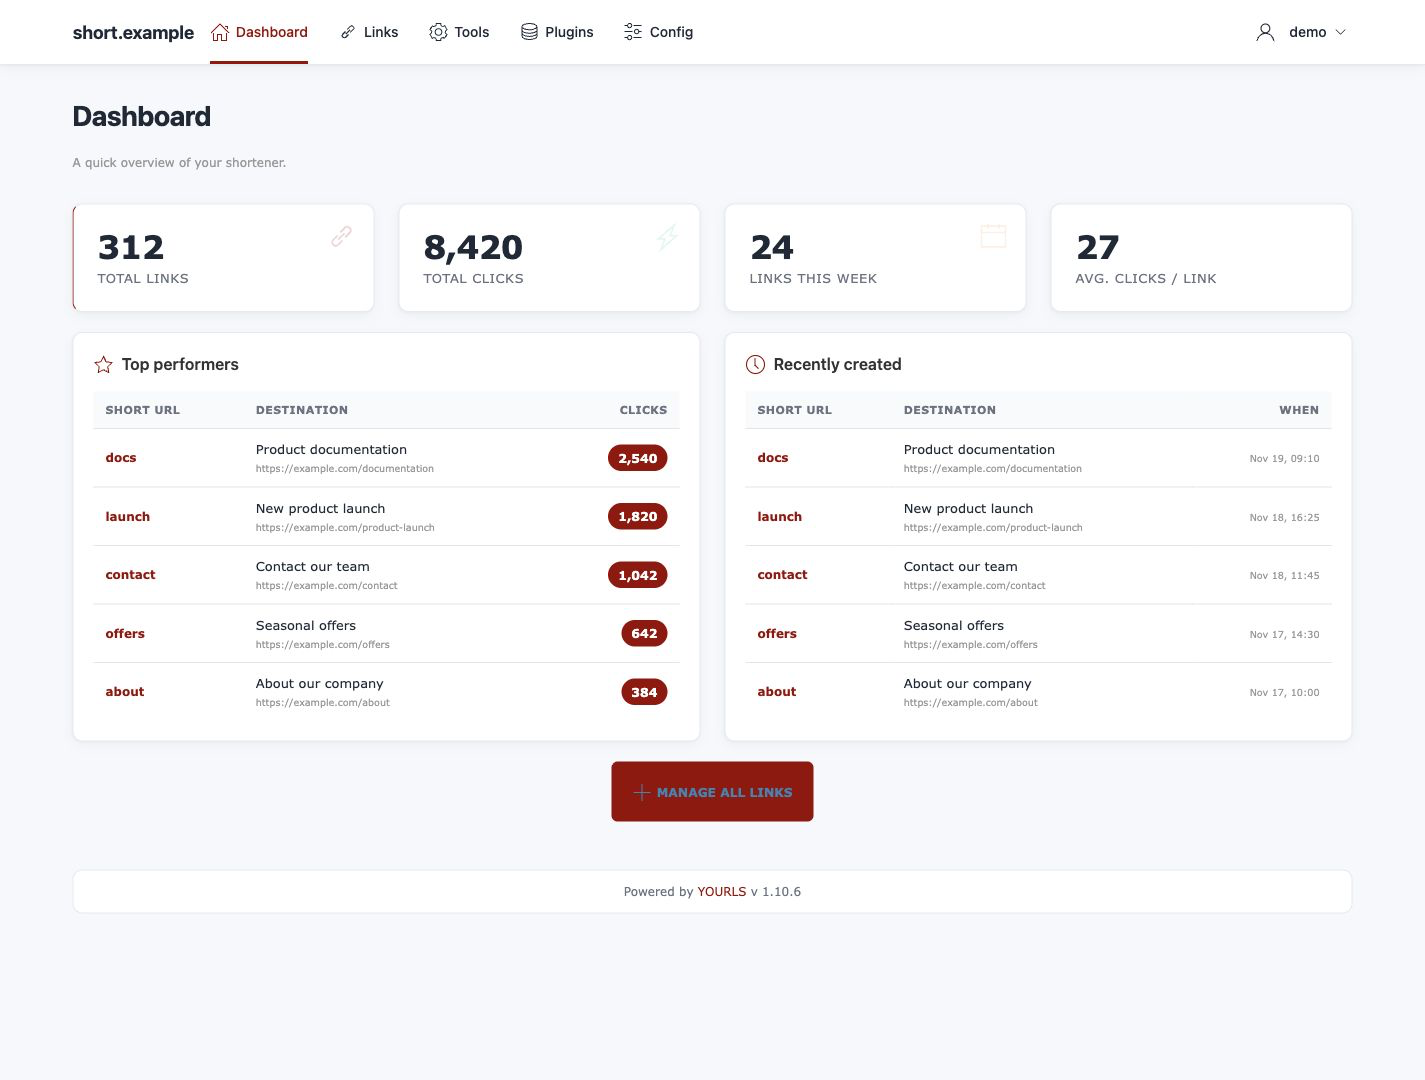 short.example Dashboard Links Tools Plugins Config demo
Dashboard
A quick overview of your shortener.
312
TOTAL LINKS
8,420
TOTAL CLICKS
24
LINKS THIS WEEK
27
AVG. CLICKS / LINK
Top performers
SHORT URL DESTINATION CLICKS
docs Product documentation 2,540
https://example.com/documentation
launch New product launch 1,820
https://example.com/product-launch
contact Contact our team 1,042
https://example.com/contact
offers Seasonal offers 642
https://example.com/offers
about About our company 384
https://example.com/about
Recently created
SHORT URL DESTINATION WHEN
docs Product documentation Nov 19, 09:10
https://example.com/documentation
launch New product launch Nov 18, 16:25
https://example.com/product-launch
contact Contact our team Nov 18, 11:45
https://example.com/contact
offers Seasonal offers Nov 17, 14:30
https://example.com/offers
about About our company Nov 17, 10:00
https://example.com/about
MANAGE ALL LINKS
Powered by YOURLS v 1.10.6